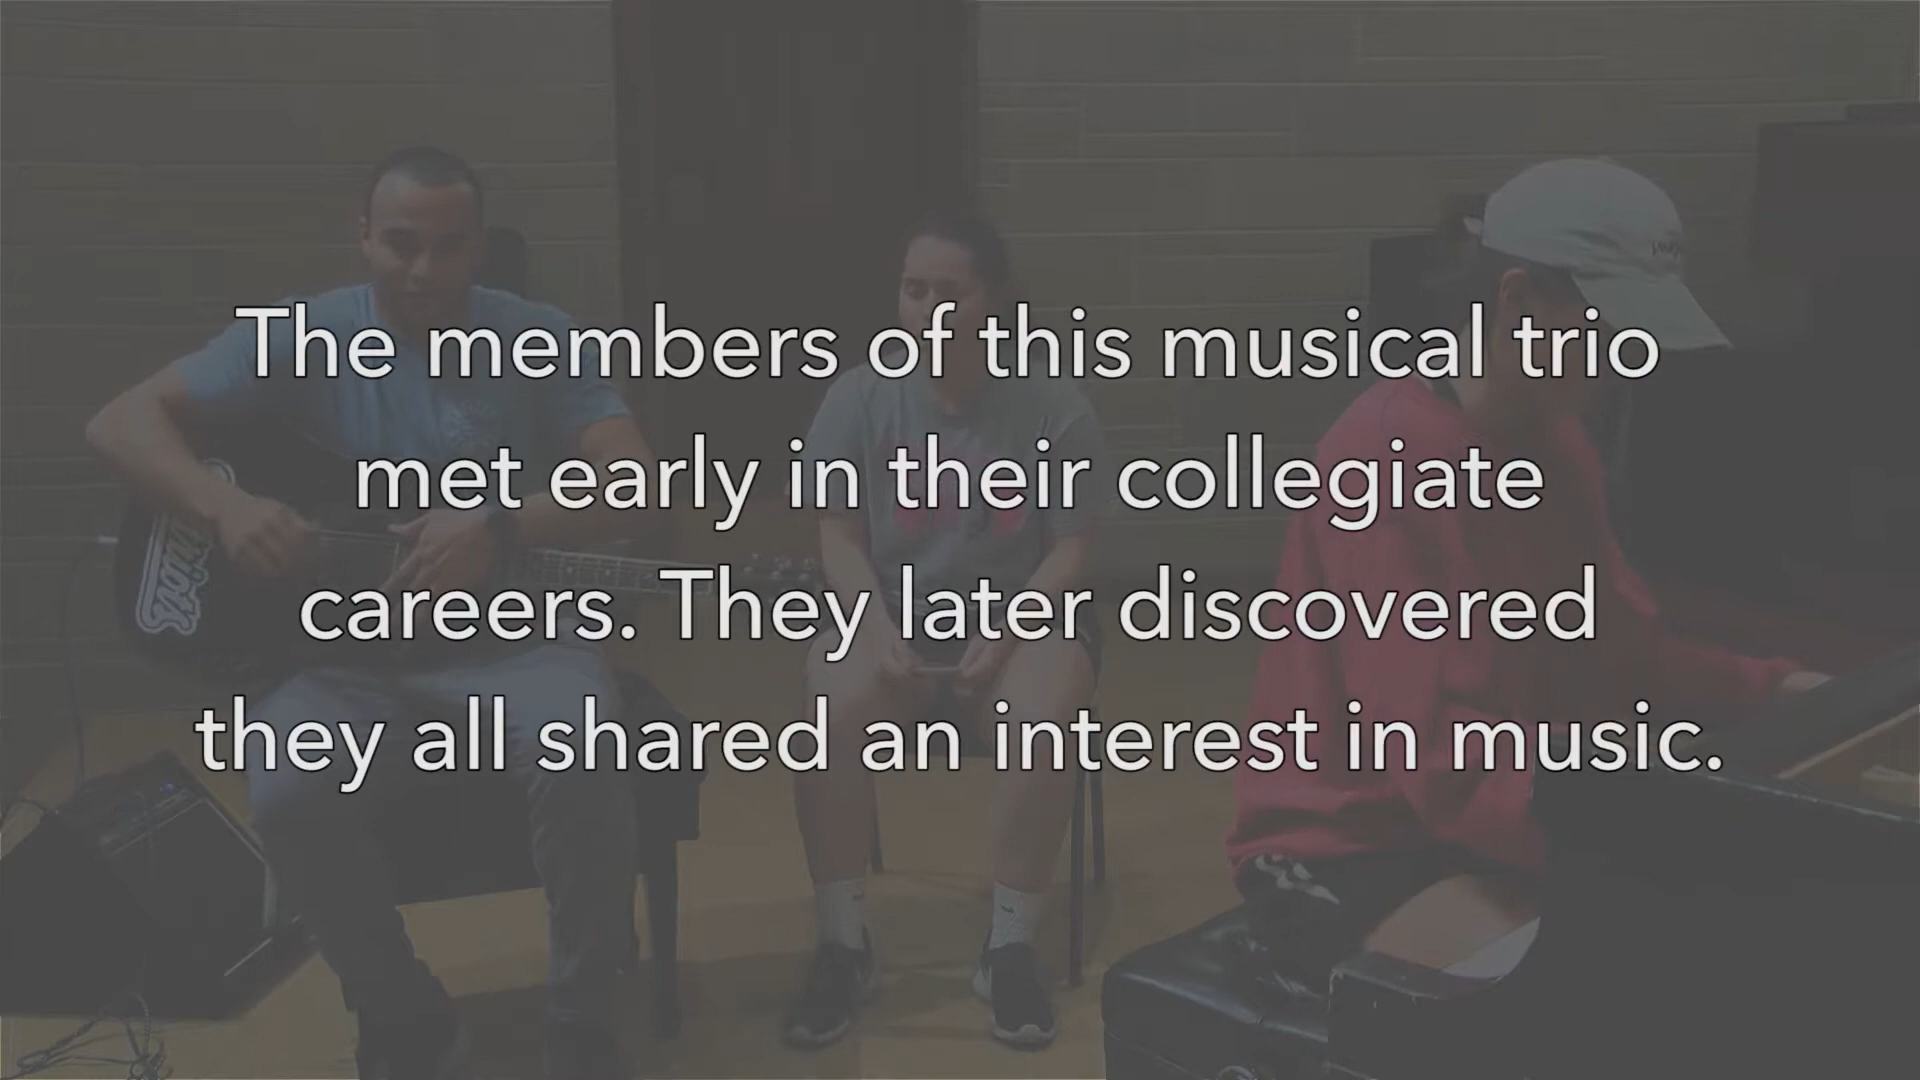 The members of this musical trio
met early in their collegiate
careers. They later discovered
they all shared an interest in music.